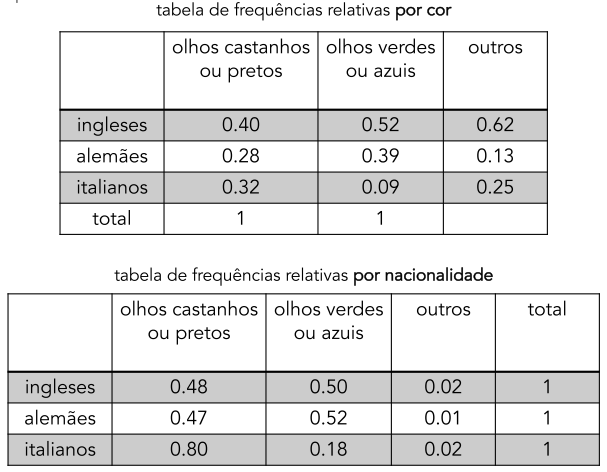 tabela de frequências relativas por cor
olhos castanhos olhos verdes outros
ou pretos ou azuis
ingleses 0.40 0.52 0.62
alemães 0.28 0.39 0.13
italianos 0.32 0.09 0.25
total 1 1
tabela de frequências relativas por nacionalidade
olhos castanhos olhos verdes outros total
ou pretos ou azuis
ingleses 0.48 0.50 0.02 1
alemães 0.47 0.52 0.01 1
italianos 0.80 0.18 0.02 1